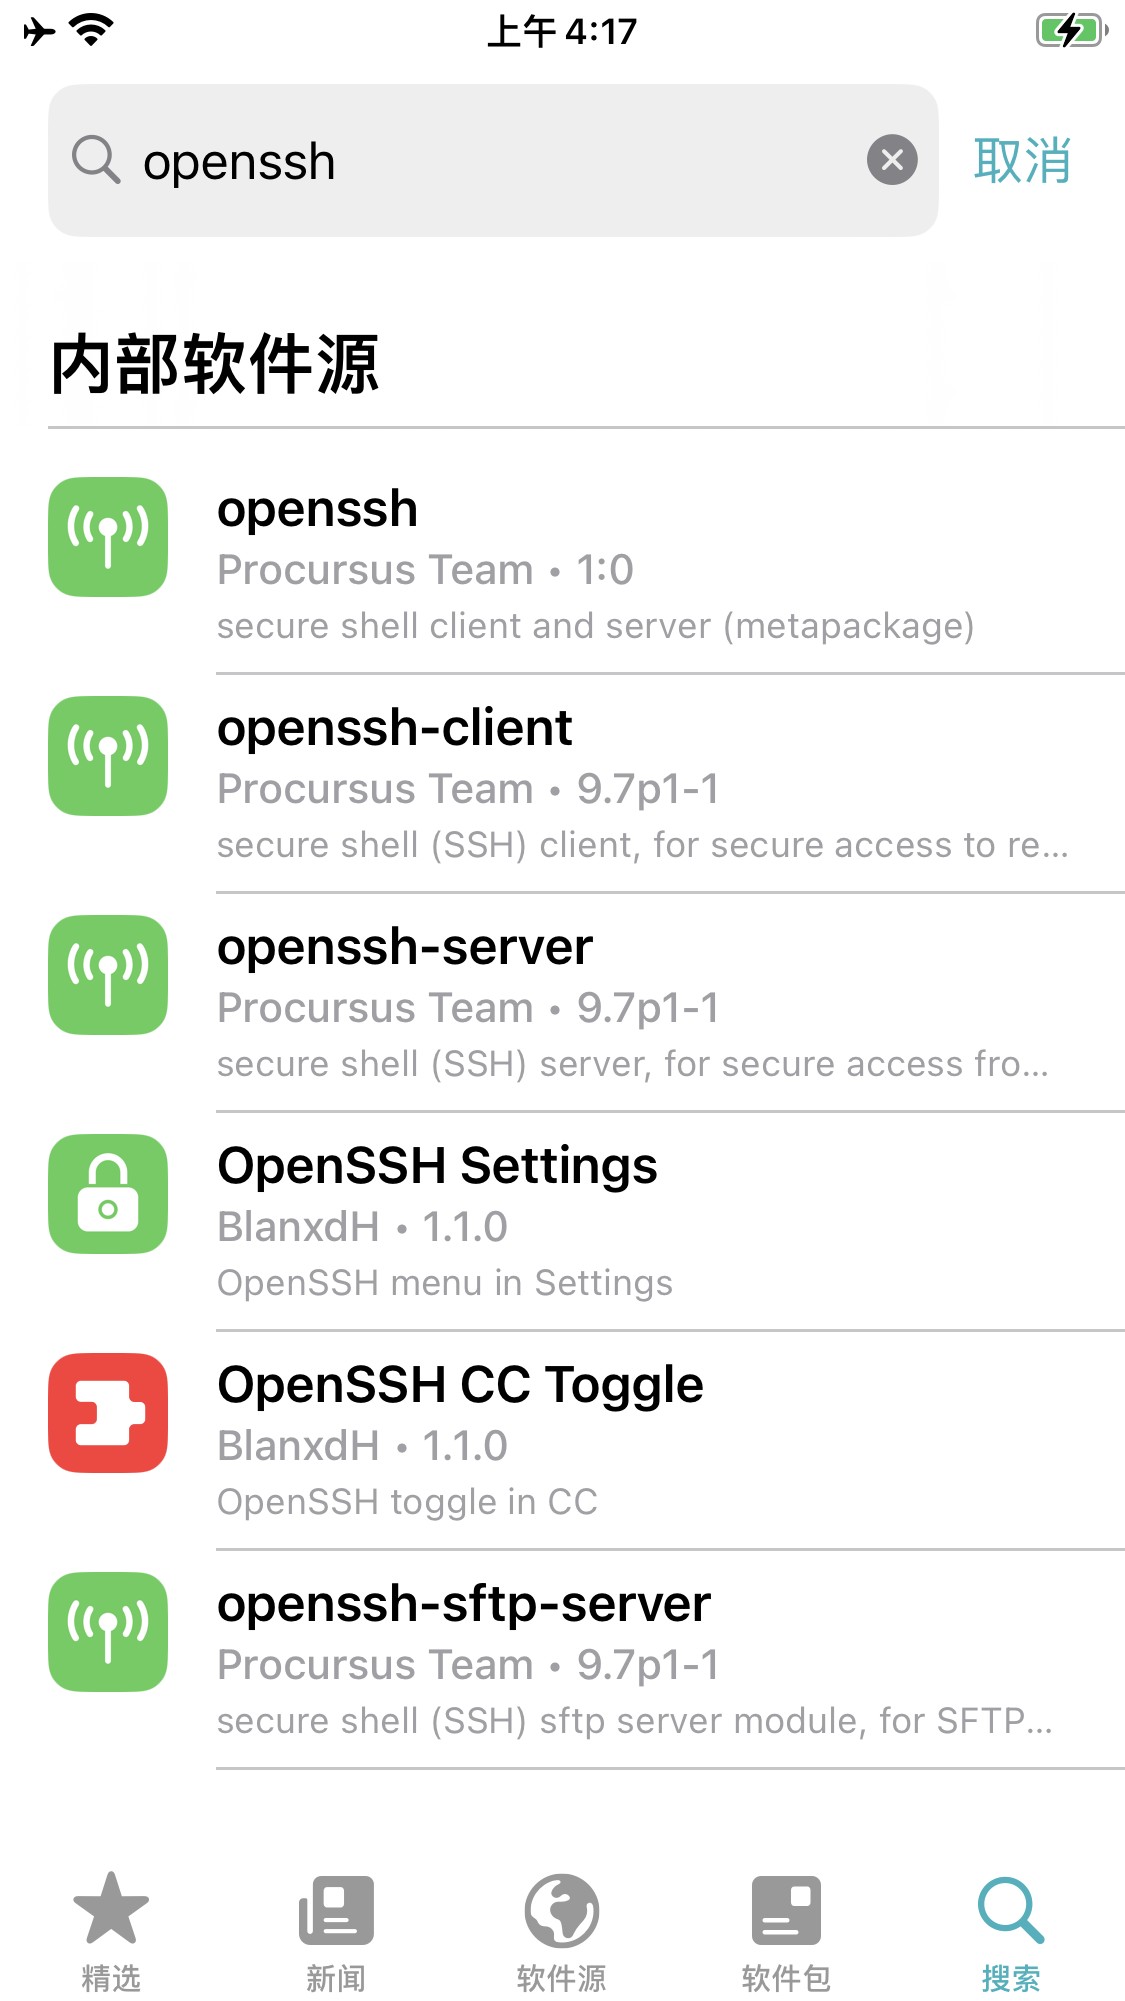 上午 4:17
openssh
取消
内部软件源
openssh
Procursus Team • 1:0
secure shell client and server (metapackage)
openssh-client
Procursus Team • 9.7p1-1
secure shell (SSH) client, for secure access to re...
openssh-server
Procursus Team • 9.7p1-1
secure shell (SSH) server, for secure access fro...
OpenSSH Settings
BlanxdH • 1.1.0
OpenSSH menu in Settings
OpenSSH CC Toggle
BlanxdH • 1.1.0
OpenSSH toggle in CC
openssh-sftp-server
Procursus Team • 9.7p1-1
secure shell (SSH) sftp server module, for SFTP...
精选 新闻 软件源 软件包 搜索